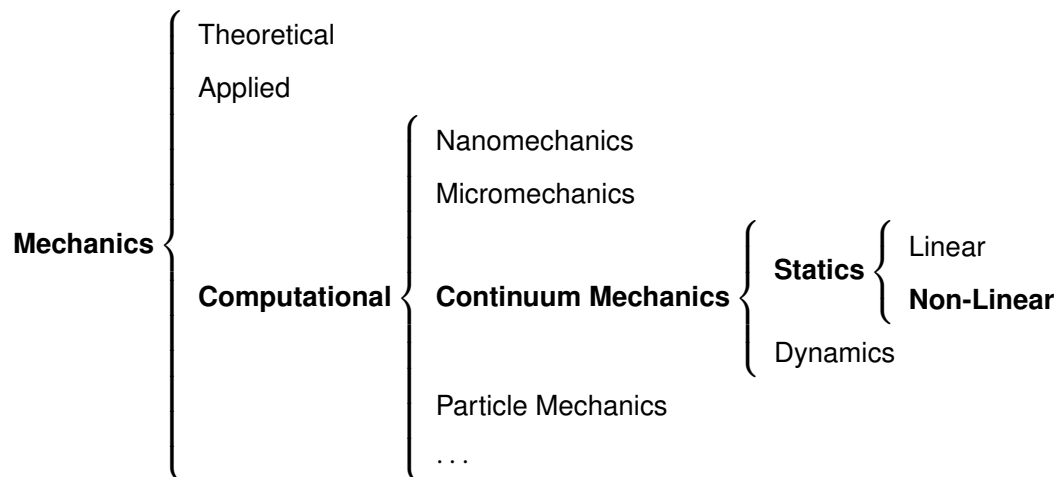 Theoretical
Applied
Nanomechanics
Micromechanics
Mechanics
Linear
Statics
Computational
Continuum Mechanics
Non-Linear
Dynamics
Particle Mechanics
. . .